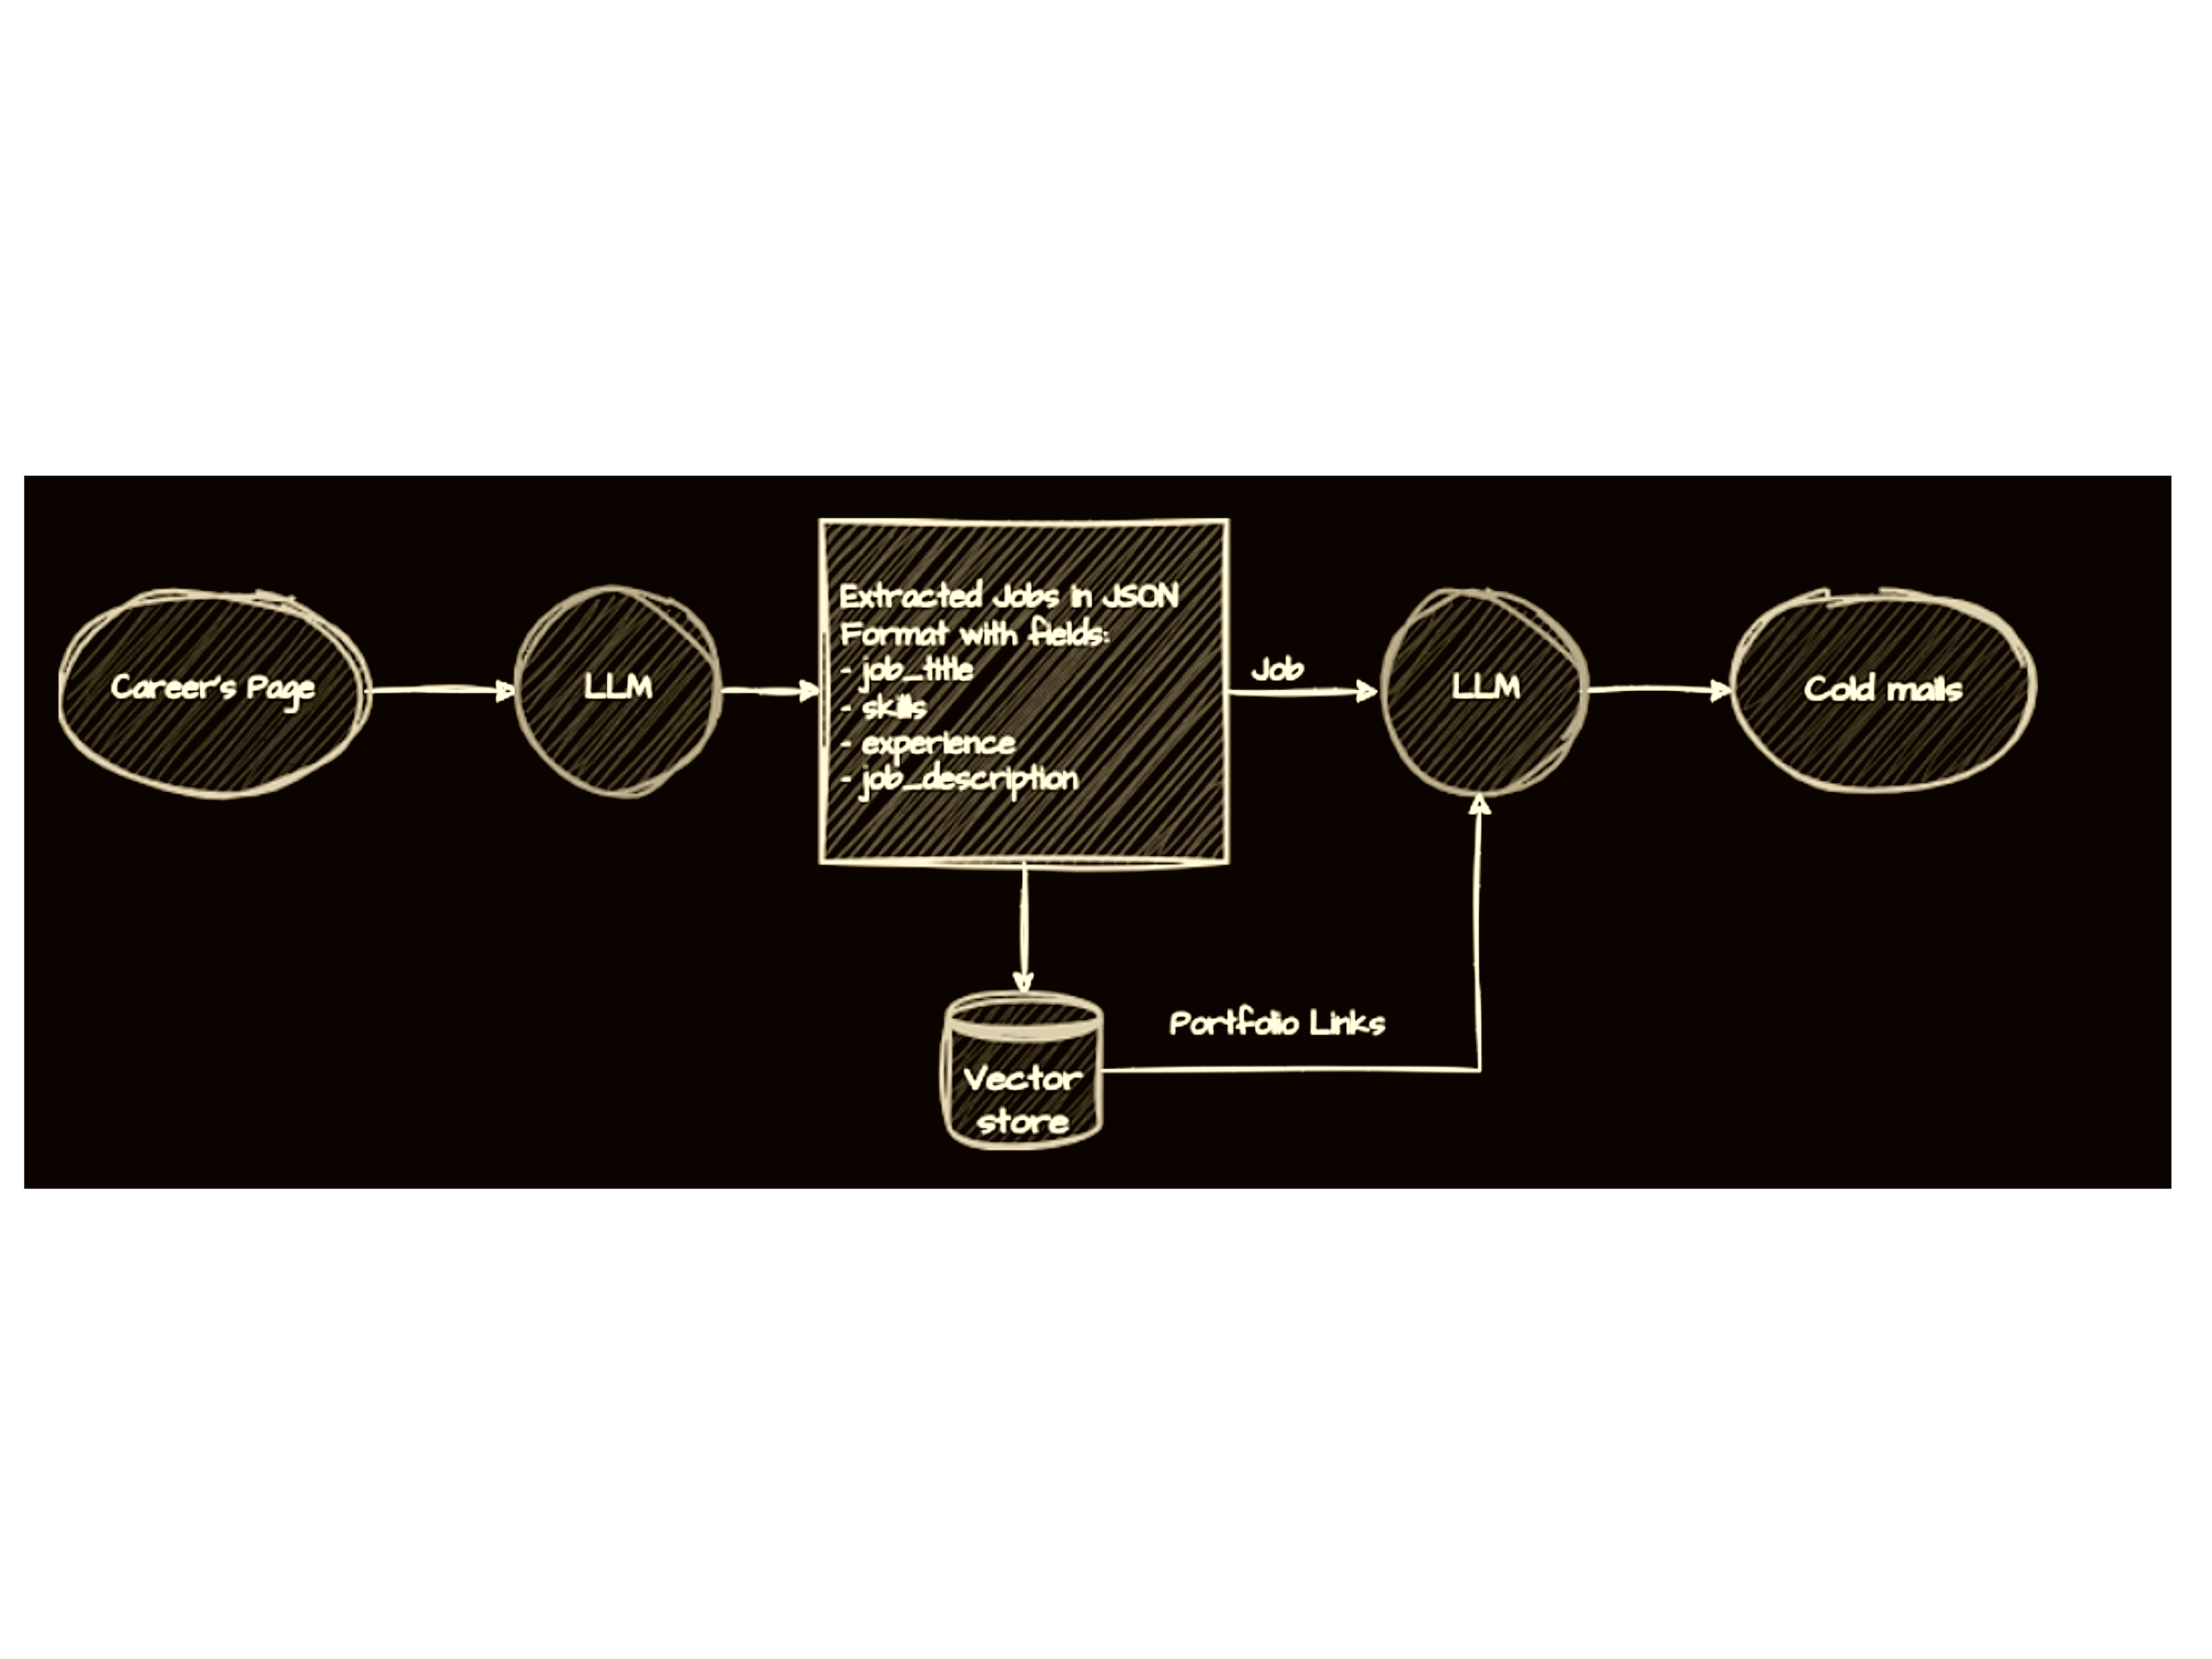 Career's Page
LLM
Extracted Jobs in JSON
Format with fields:
- job_title
- skills
- experience
- job_description
Job
LLM
Cold mails
Portfolio Links
Vector
store